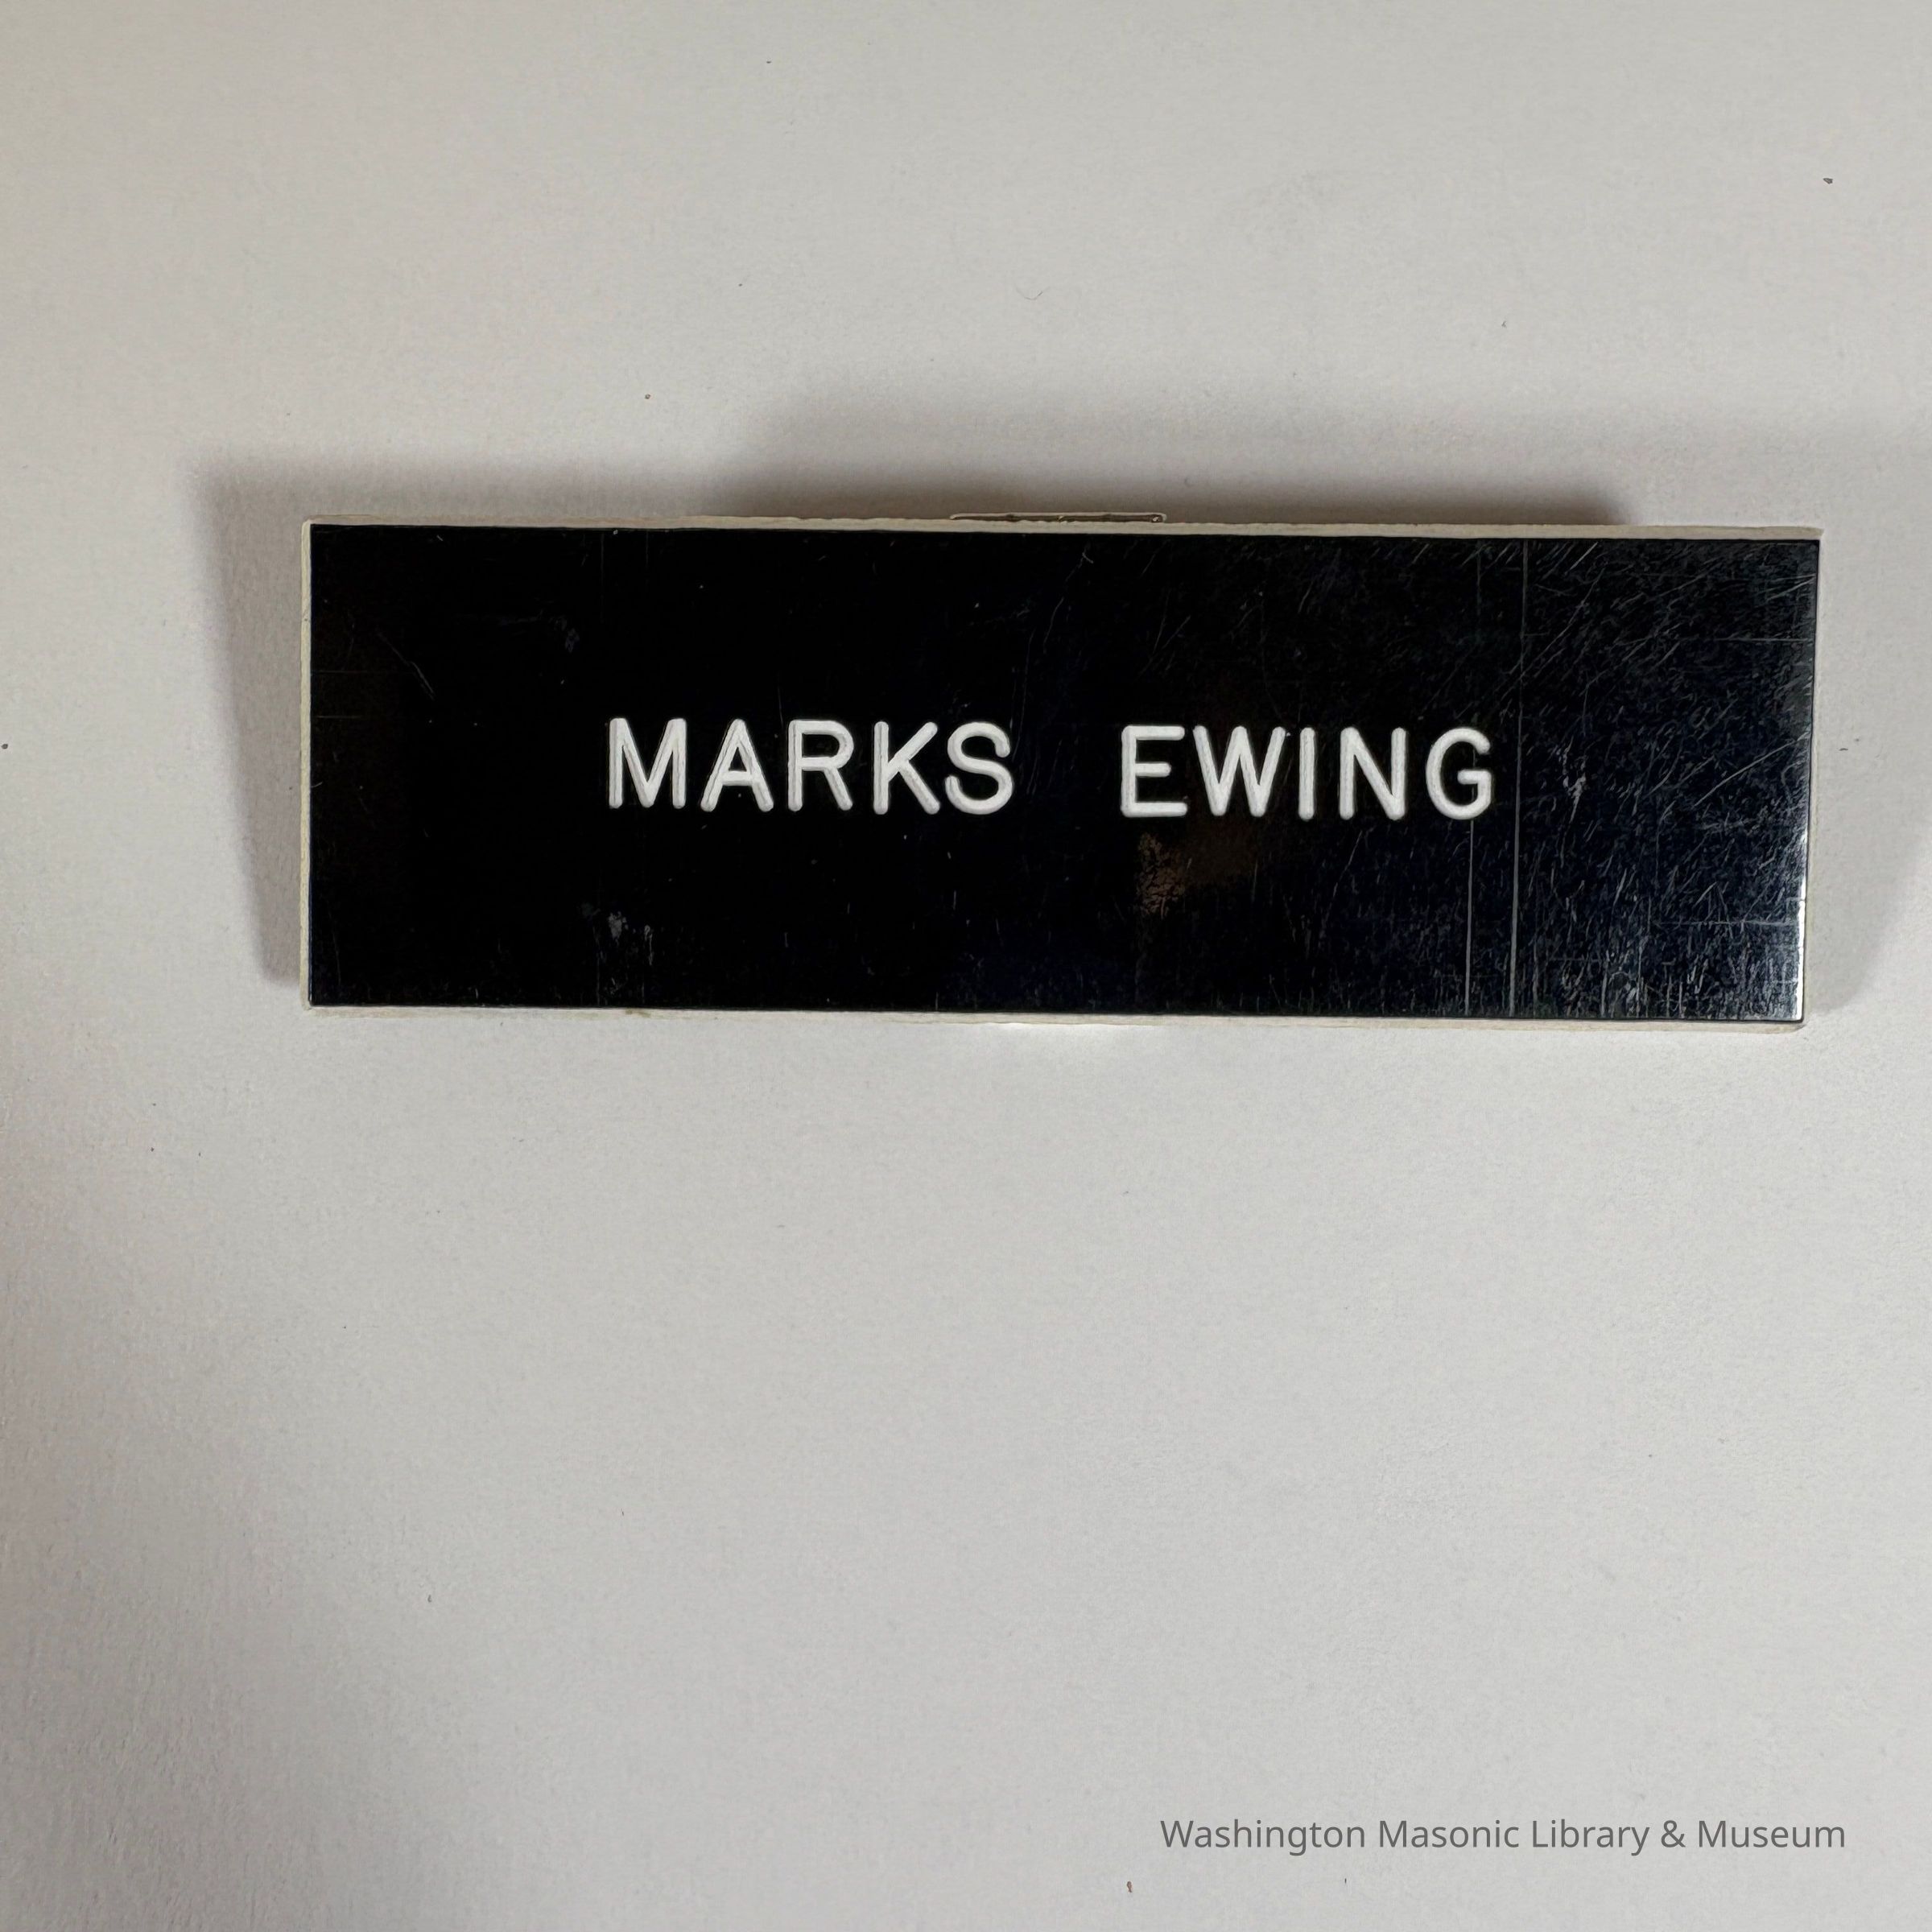 MARKS EWING
Washington Masonic Library & Museum